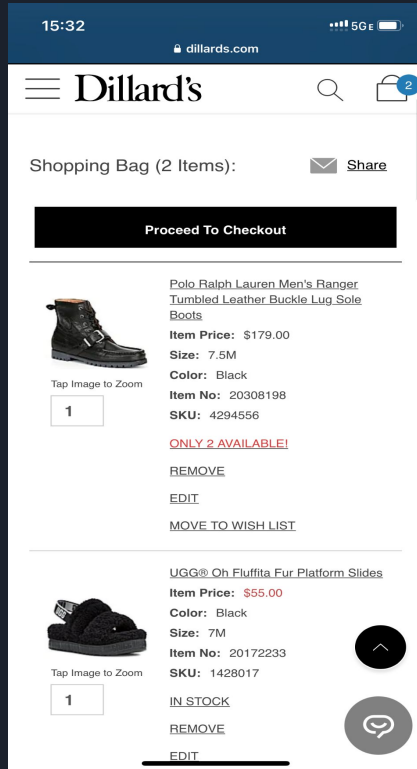 15:32
5GE
dillards.com
Dillard's
2
Shopping Bag (2 Items):
Share
Proceed To Checkout
Polo Ralph Lauren Men's Ranger
Tumbled Leather Buckle Lug Sole
Boots
Item Price: $179.00
Size: 7.5M
Color: Black
Item No: 20308198
SKU: 4294556
Tap Image to Zoom
1
ONLY 2 AVAILABLE!
REMOVE
EDIT
MOVE TO WISH LIST
UGG® Oh Fluffita Fur Platform Slides
Item Price: $55.00
Color: Black
Size: 7M
Item No: 20172233
SKU: 1428017
Tap Image to Zoom
1
IN STOCK
REMOVE
EDIT